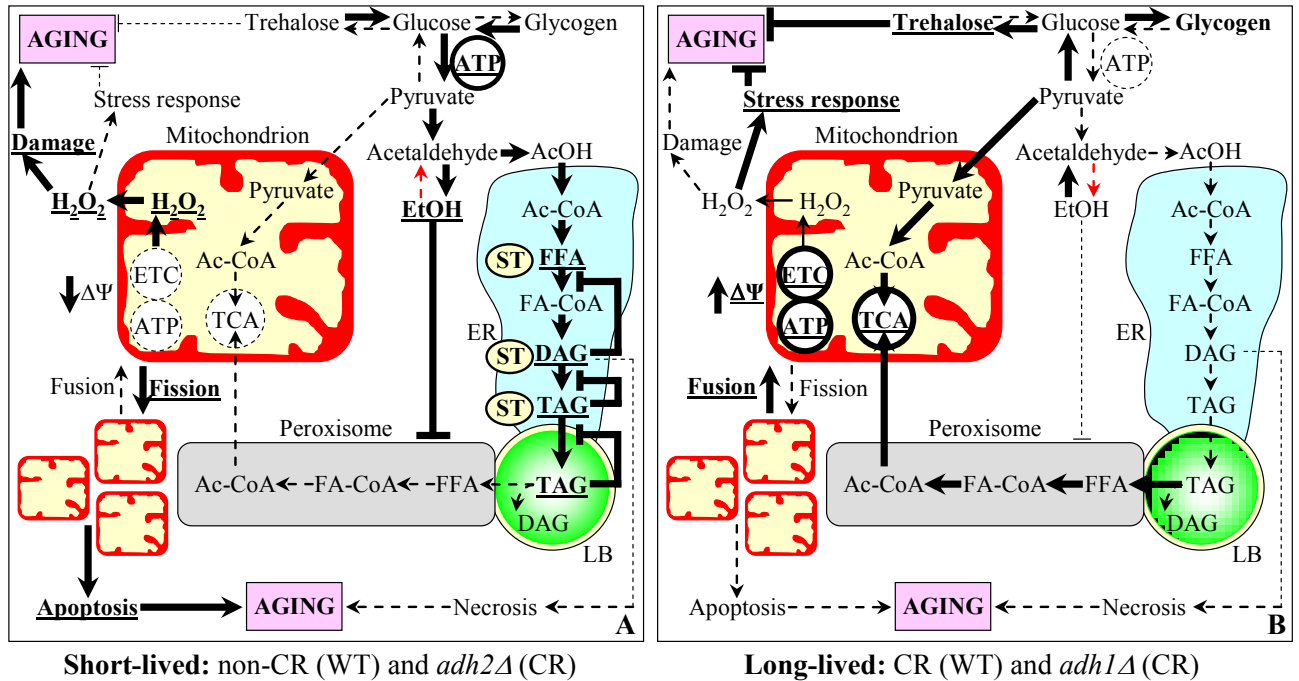 Trehalose Glucose Glycogen
AGING
ATP
Stress response
Pyruvate
Damage
Mitochondrion
Acetaldehyde AcOH
Pyruvate
H2O2 H2O2
EtOH
Ac-CoA
Ac-CoA
ST FFA
ETC
ΔΨ
FA-CoA
ATP
TCA
ER
ST DAG
Fusion Fission
ST TAG
Peroxisome
Ac-CoA FA-CoA FFA TAG
DAG
LB
Apoptosis AGING Necrosis
A
Short-lived: non-CR (WT) and adh2Δ (CR)
Trehalose Glucose Glycogen
AGING
ATP
Stress response
Pyruvate
Damage
Mitochondrion
Acetaldehyde AcOH
Pyruvate
H2O2 H2O2
EtOH
Ac-CoA
Ac-CoA
FFA
ETC
ΔΨ
FA-CoA
ATP
TCA
ER
DAG
Fusion Fission
TAG
Peroxisome
Ac-CoA FA-CoA FFA TAG
DAG
LB
Apoptosis AGING Necrosis
B
Long-lived: CR (WT) and adh1Δ (CR)